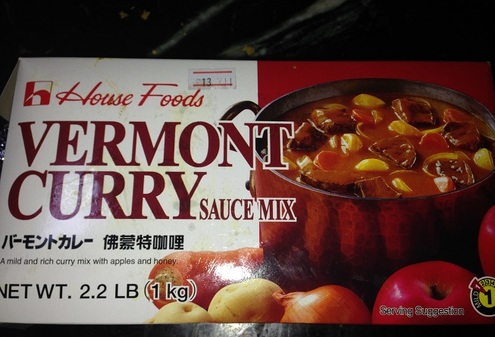 House Foods
VERMONT
CURRY SAUCE MIX
バーモントカレー 佛蒙特咖哩
A mild and rich curry mix with apples and honey.
NET WT. 2.2 LB (1 kg)
Serving Suggestion
1